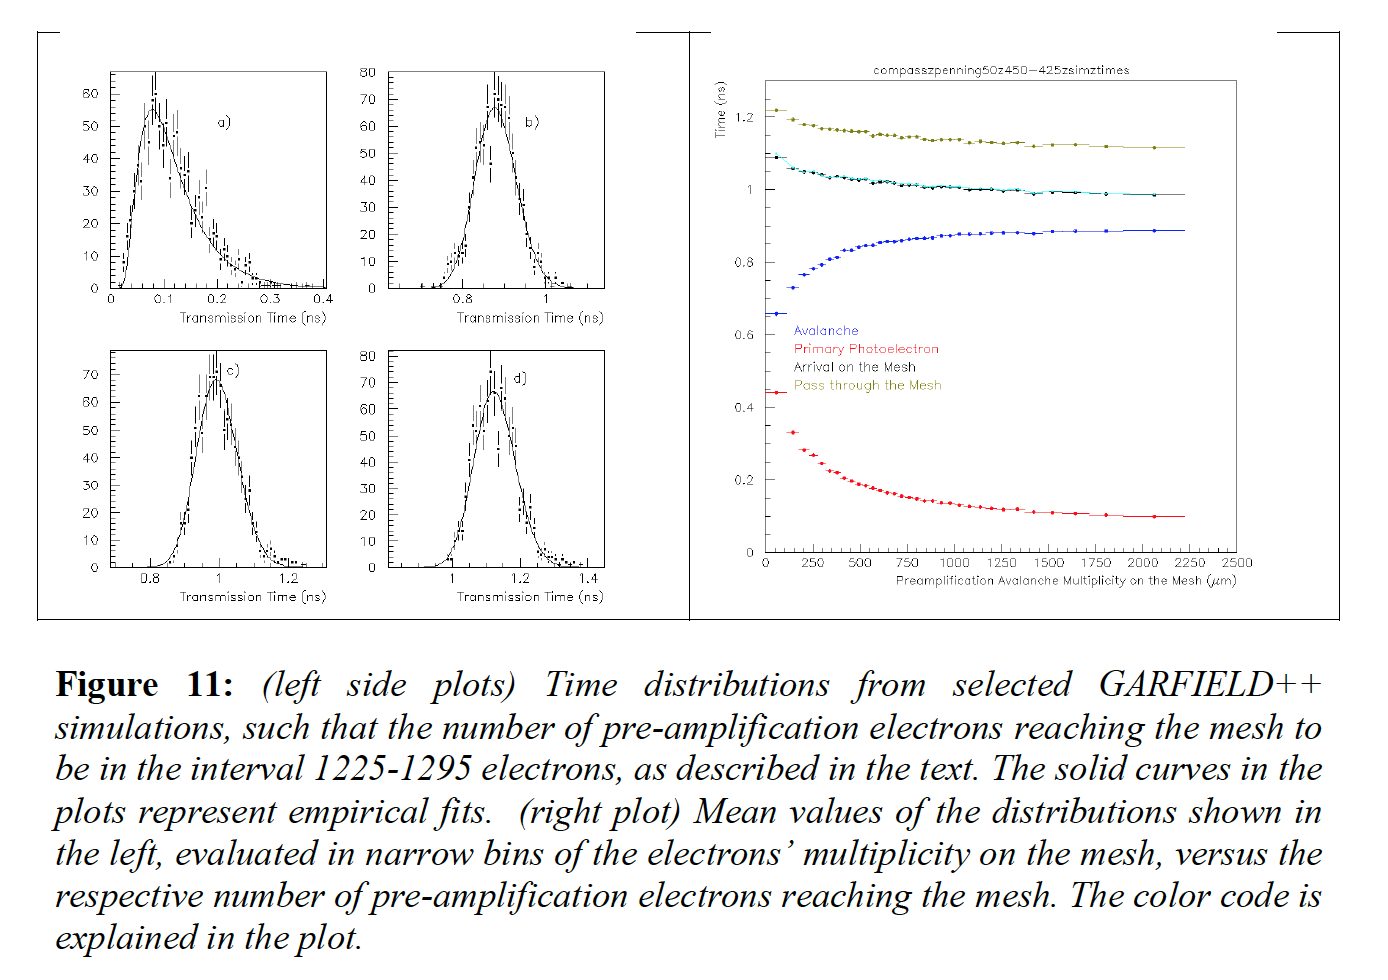 a)
60
50
40
30
20
10
0
0 0.1 0.2 0.3 0.4
Transmission Time (ns)
b)
80
70
60
50
40
30
20
10
0
0.8 1
Transmission Time (ns)
c)
70
60
50
40
30
20
10
0
0.8 1 1.2
Transmission Time (ns)
d)
80
70
60
50
40
30
20
10
0
1 1.2 1.4
Transmission Time (ns)
compasszpenning50z450-425zsimztimes
Time (ns)
1.2
1
0.8
0.6
0.4
0.2
0
Avalanche
Primary Photoelectron
Arrival on the Mesh
Pass through the Mesh
0 250 500 750 1000 1250 1500 1750 2000 2250 2500
Preamplification Avalanche Multiplicity on the Mesh (μm)
Figure 11: (left side plots) Time distributions from selected GARFIELD++
simulations, such that the number of pre-amplification electrons reaching the mesh to
be in the interval 1225-1295 electrons, as described in the text. The solid curves in the
plots represent empirical fits. (right plot) Mean values of the distributions shown in
the left, evaluated in narrow bins of the electrons’ multiplicity on the mesh, versus the
respective number of pre-amplification electrons reaching the mesh. The color code is
explained in the plot.